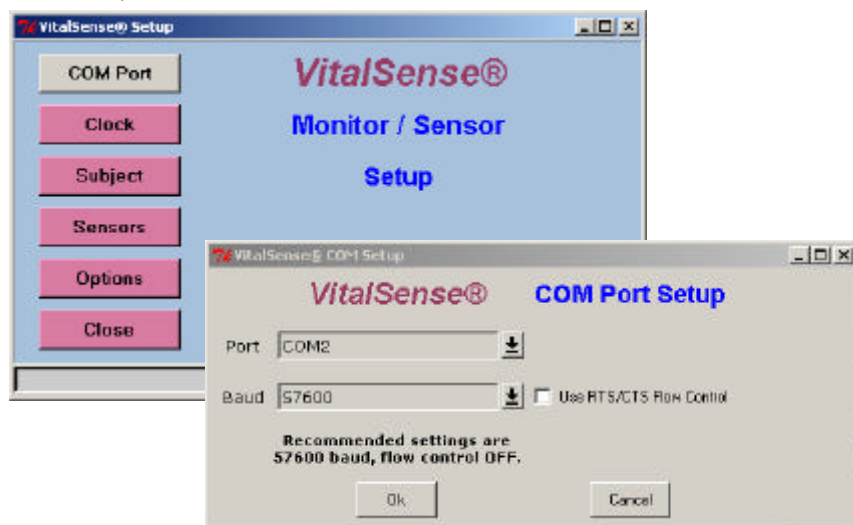 VitalSense® Setup
COM Port
VitalSense®
Clock
Monitor / Sensor
Subject
Setup
Sensors
Options
Close
VitalSense® COM Setup
VitalSense®
COM Port Setup
Port COM2
Baud 57600 Use RTS/CTS Flow Control
Recommended settings are
57600 baud, flow control OFF.
Ok Cancel